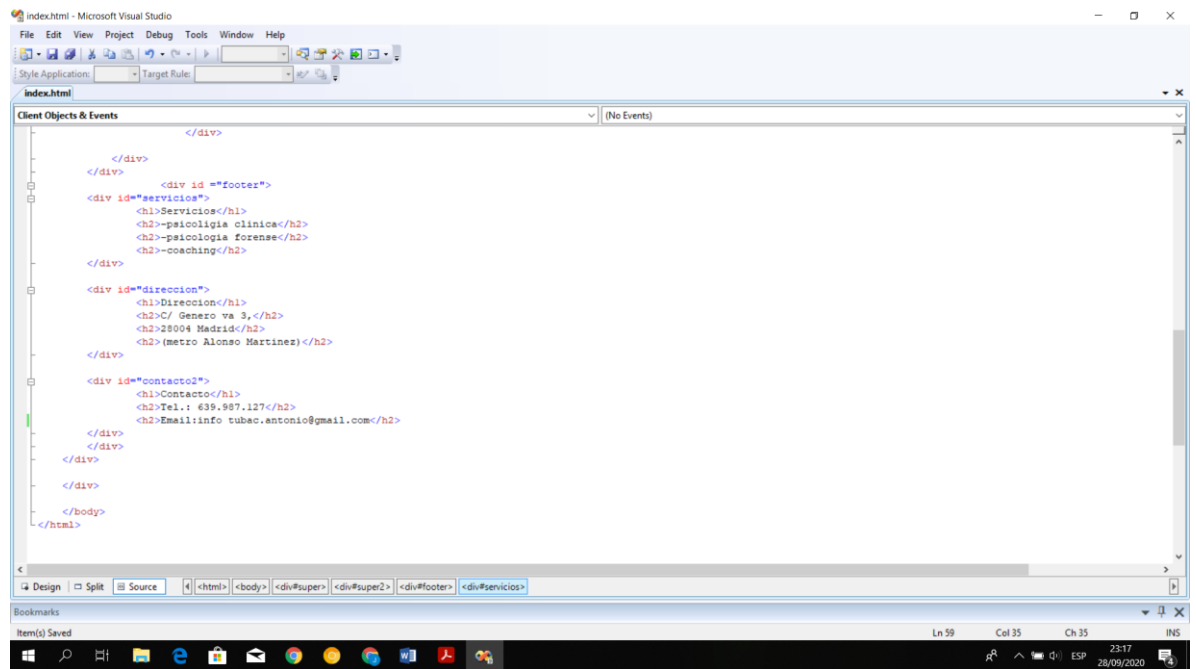 index.html - Microsoft Visual Studio
File Edit View Project Debug Tools Window Help
Style Application: Target Rule:
index.html
Client Objects & Events (No Events)
</div>
</div>
</div>
<div id ="footer">
<div id="servicios">
<h1>Servicios</h1>
<h2>-psicoligia clinica</h2>
<h2>-psicologia forense</h2>
<h2>-coaching</h2>
</div>
<div id="direccion">
<h1>Direccion</h1>
<h2>C/ Genero va 3,</h2>
<h2>28004 Madrid</h2>
<h2>(metro Alonso Martinez)</h2>
</div>
<div id="contacto2">
<h1>Contacto</h1>
<h2>Tel.: 639.987.127</h2>
<h2>Email:info tubac.antonio@gmail.com</h2>
</div>
</div>
</div>
</div>
</body>
</html>
Design Split Source <html> <body> <div#super> <div#super2> <div#footer> <div#servicios>
Bookmarks
Item(s) Saved Ln 59 Col 35 Ch 35 INS
ESP 23:17
28/09/2020 4